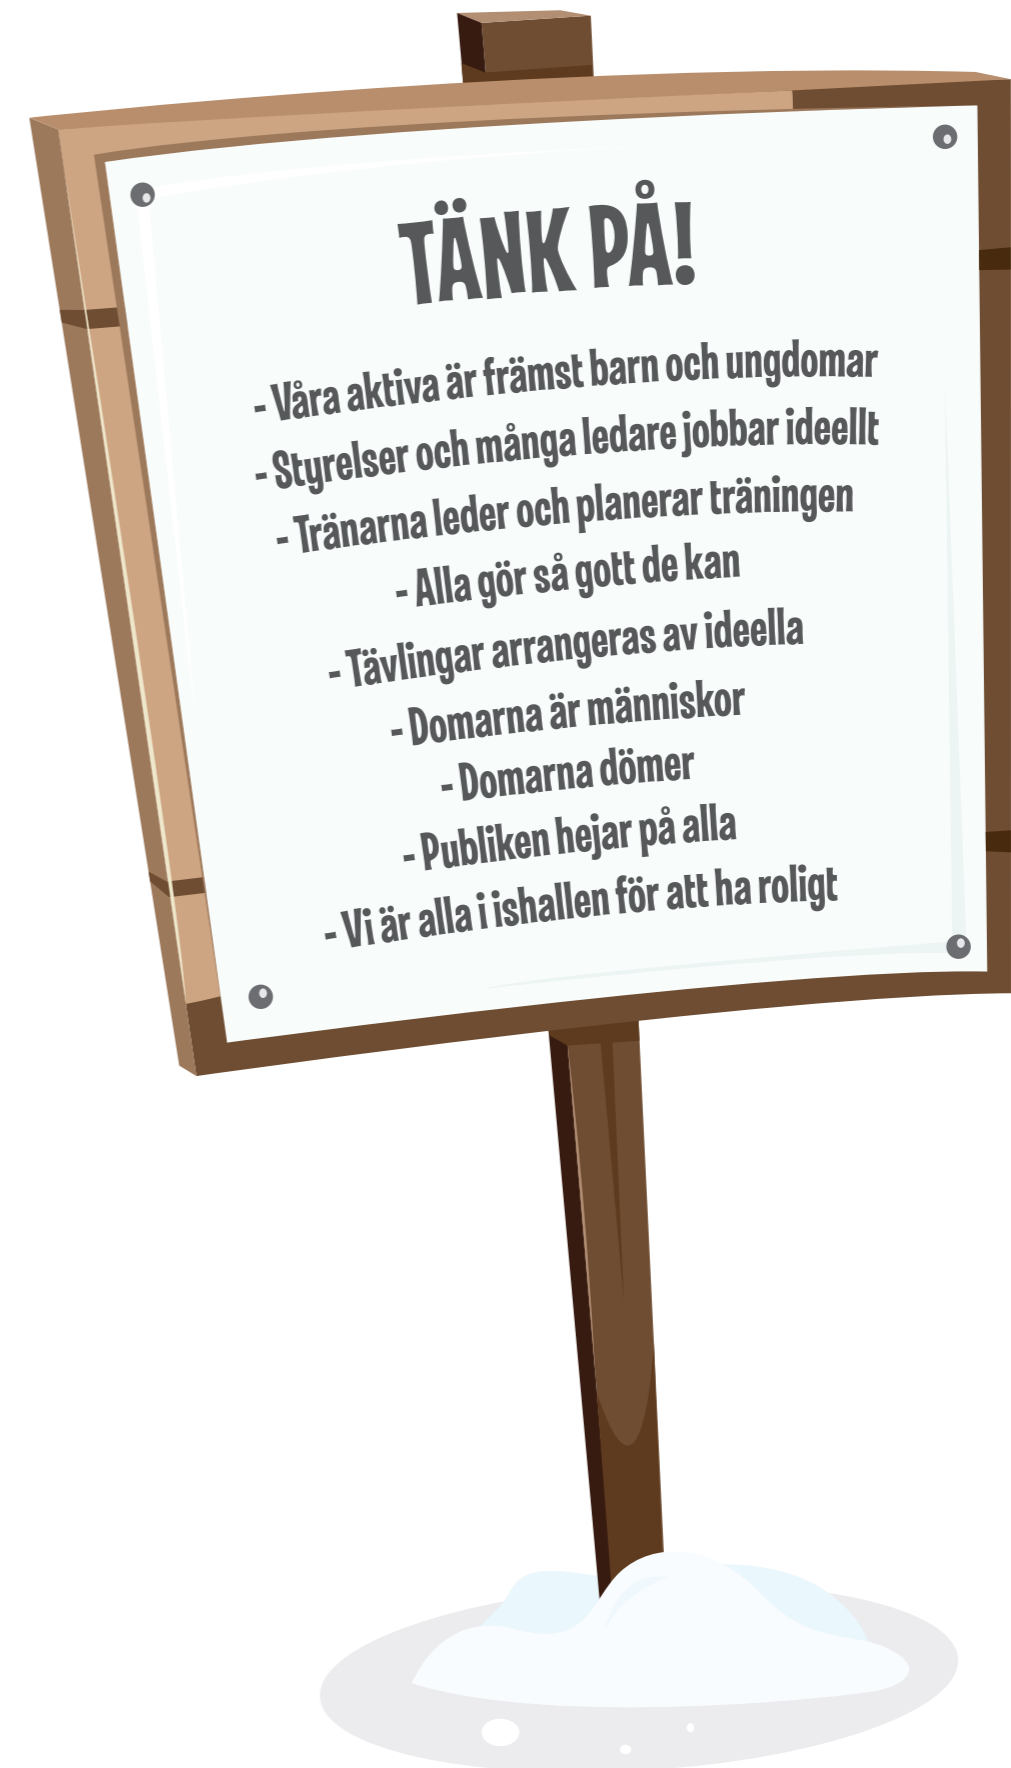 TÄNK PÅ!
- Våra aktiva är främst barn och ungdomar
- Styrelser och många ledare jobbar ideellt
- Tränarna leder och planerar träningen
- Alla gör så gott de kan
- Tävlingar arrangeras av ideella
- Domarna är människor
- Domarna dömer
- Publiken hejar på alla
- Vi är alla i ishallen för att ha roligt